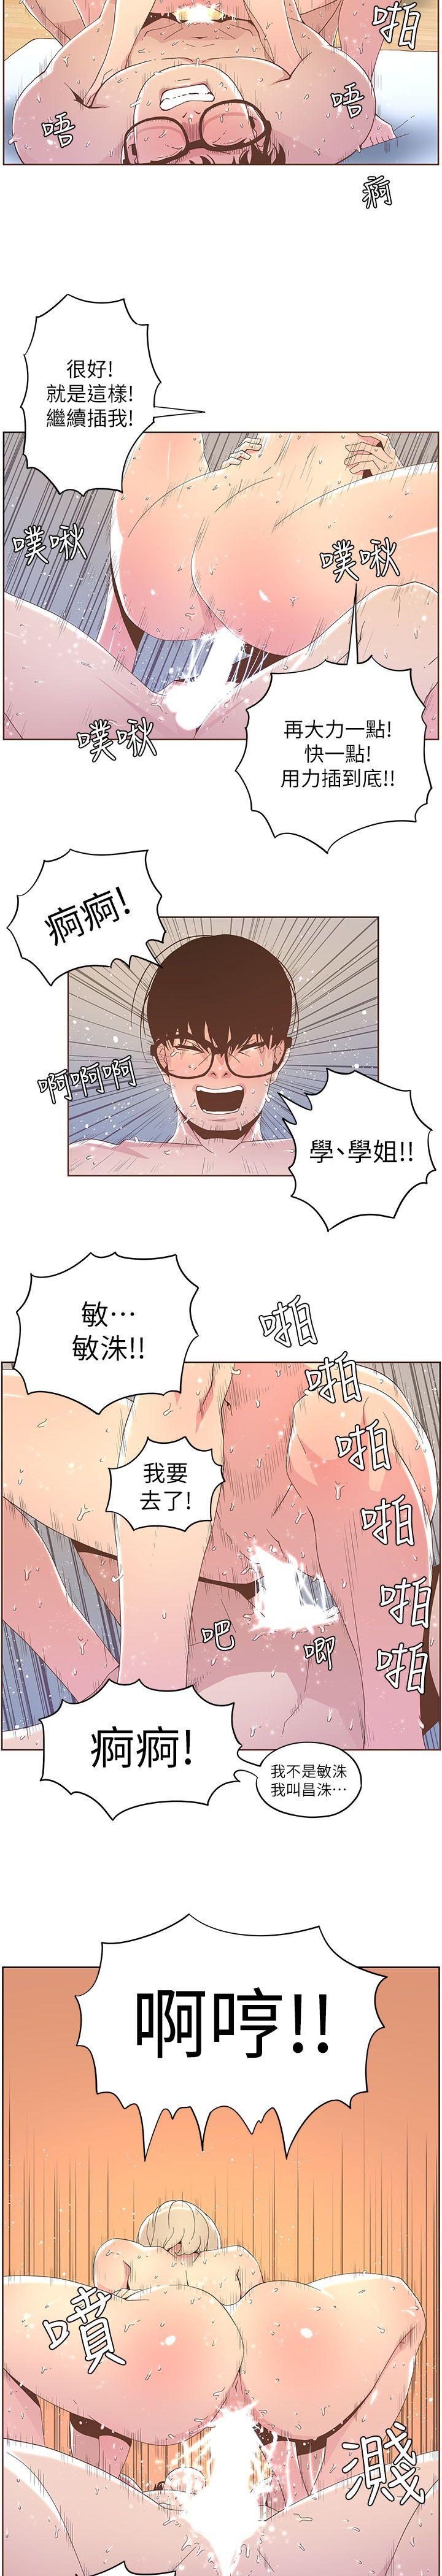 啪
唔
唔
痾
很好!
就是這樣!
繼續插我!
噗啾
噗啾
噗啾
再大力一點!
快一點!
用力插到底!!
痾痾!
啊啊啊
學、學姐!!
敏⋯
敏洙!!
啪
啪
啪
我要
去了!
啪
啪
啪
吧
唧
痾痾!
我不是敏洙
我叫昌洙⋯
啊哼!!
噴
濺